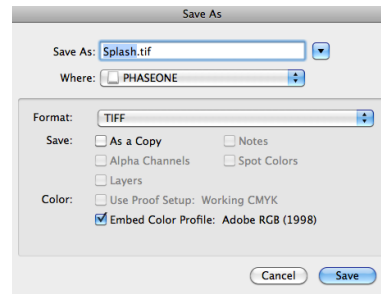 Save As
Save As: Splash.tif
Where: PHASEONE
Format: TIFF
Save: As a Copy Notes
Alpha Channels Spot Colors
Layers
Color: Use Proof Setup: Working CMYK
Embed Color Profile: Adobe RGB (1998)
Cancel Save